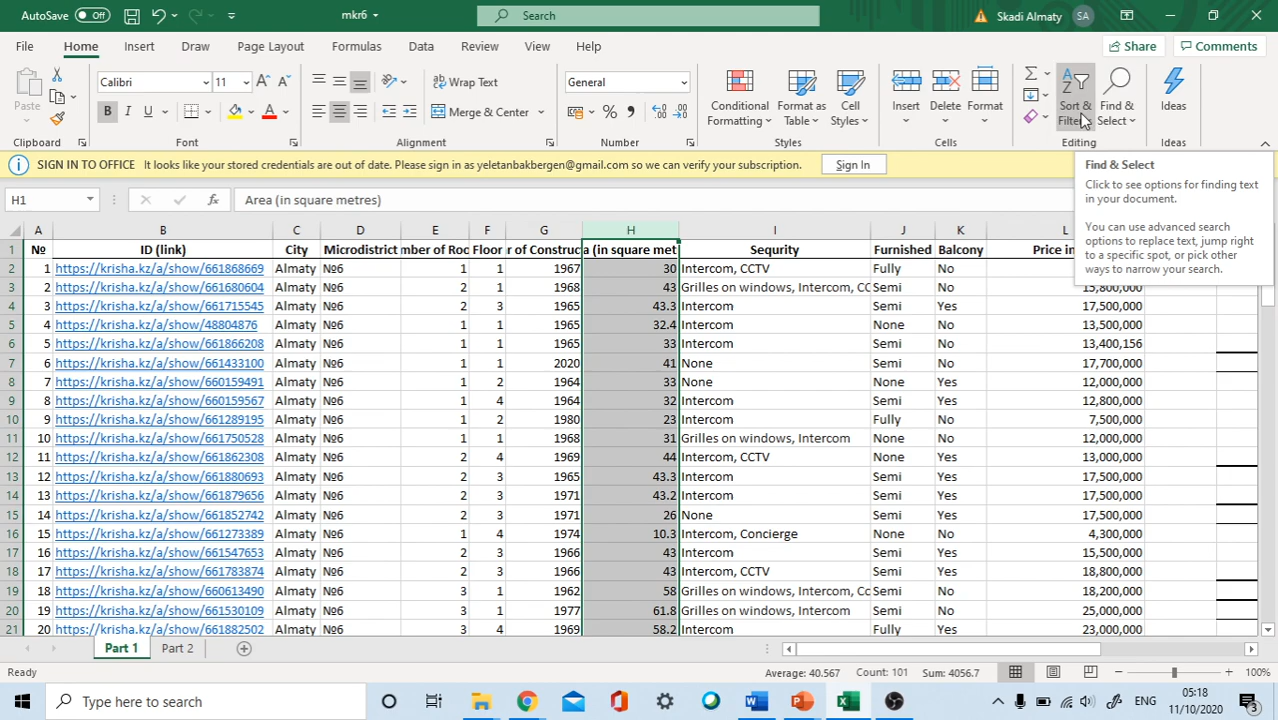 AutoSave Off mkr6 Search Skadi Almaty SA
File Home Insert Draw Page Layout Formulas Data Review View Help Share Comments
Paste Calibri 11 Wrap Text General Conditional Formatting Format as Table Cell Styles Insert Delete Format Sort & Filter Find & Select Ideas
B I U Merge & Center % 9
Clipboard Font Alignment Number Styles Cells Editing Ideas
SIGN IN TO OFFICE It looks like your stored credentials are out of date. Please sign in as yeletanbakbergen@gmail.com so we can verify your subscription. Sign In
Find & Select
Click to see options for finding text
in your document.
You can use advanced search
options to replace text, jump right
to a specific spot, or pick other
ways to narrow your search.
H1 fx Area (in square metres)
A B C D E F G H I J K L
1 № ID (link) City Microdistrict mber of Roo Floor r of Construc a (in square met Sequrity Furnished Balcony Price in
2 1 https://krisha.kz/a/show/661868669 Almaty №6 1 1 1967 30 Intercom, CCTV Fully No
3 2 https://krisha.kz/a/show/661680604 Almaty №6 2 1 1968 43 Grilles on windows, Intercom, CC Semi No 15,800,000
4 3 https://krisha.kz/a/show/661715545 Almaty №6 2 3 1965 43.3 Intercom Semi Yes 17,500,000
5 4 https://krisha.kz/a/show/48804876 Almaty №6 1 1 1965 32.4 Intercom None No 13,500,000
6 5 https://krisha.kz/a/show/661866208 Almaty №6 1 1 1965 33 Intercom Semi No 13,400,156
7 6 https://krisha.kz/a/show/661433100 Almaty №6 1 1 2020 41 None Semi No 17,700,000
8 7 https://krisha.kz/a/show/660159491 Almaty №6 1 2 1964 33 None None Yes 12,000,000
9 8 https://krisha.kz/a/show/660159567 Almaty №6 1 4 1964 32 Intercom Semi Yes 12,800,000
10 9 https://krisha.kz/a/show/661289195 Almaty №6 1 2 1980 23 Intercom Fully No 7,500,000
11 10 https://krisha.kz/a/show/661750528 Almaty №6 1 1 1968 31 Grilles on windows, Intercom None No 12,000,000
12 11 https://krisha.kz/a/show/661862308 Almaty №6 2 4 1969 44 Intercom, CCTV None Yes 13,000,000
13 12 https://krisha.kz/a/show/661880693 Almaty №6 2 3 1965 43.2 Intercom Semi Yes 17,500,000
14 13 https://krisha.kz/a/show/661879656 Almaty №6 2 3 1971 43.2 Intercom Semi Yes 17,500,000
15 14 https://krisha.kz/a/show/661852742 Almaty №6 2 3 1971 26 None Semi Yes 17,500,000
16 15 https://krisha.kz/a/show/661273389 Almaty №6 1 4 1974 10.3 Intercom, Concierge None No 4,300,000
17 16 https://krisha.kz/a/show/661547653 Almaty №6 2 3 1966 43 Intercom Semi Yes 15,500,000
18 17 https://krisha.kz/a/show/661783874 Almaty №6 2 3 1966 43 Intercom, CCTV Semi Yes 18,800,000
19 18 https://krisha.kz/a/show/660613490 Almaty №6 3 1 1962 58 Grilles on windows, Intercom, CC Semi No 18,200,000
20 19 https://krisha.kz/a/show/661530109 Almaty №6 3 1 1977 61.8 Grilles on windows, Intercom Semi No 25,000,000
21 20 https://krisha.kz/a/show/661882502 Almaty №6 3 4 1969 58.2 Intercom Fully Yes 23,000,000
Part 1 Part 2
Ready Average: 40.567 Count: 101 Sum: 4056.7 100%
Type here to search ENG 05:18 11/10/2020 3